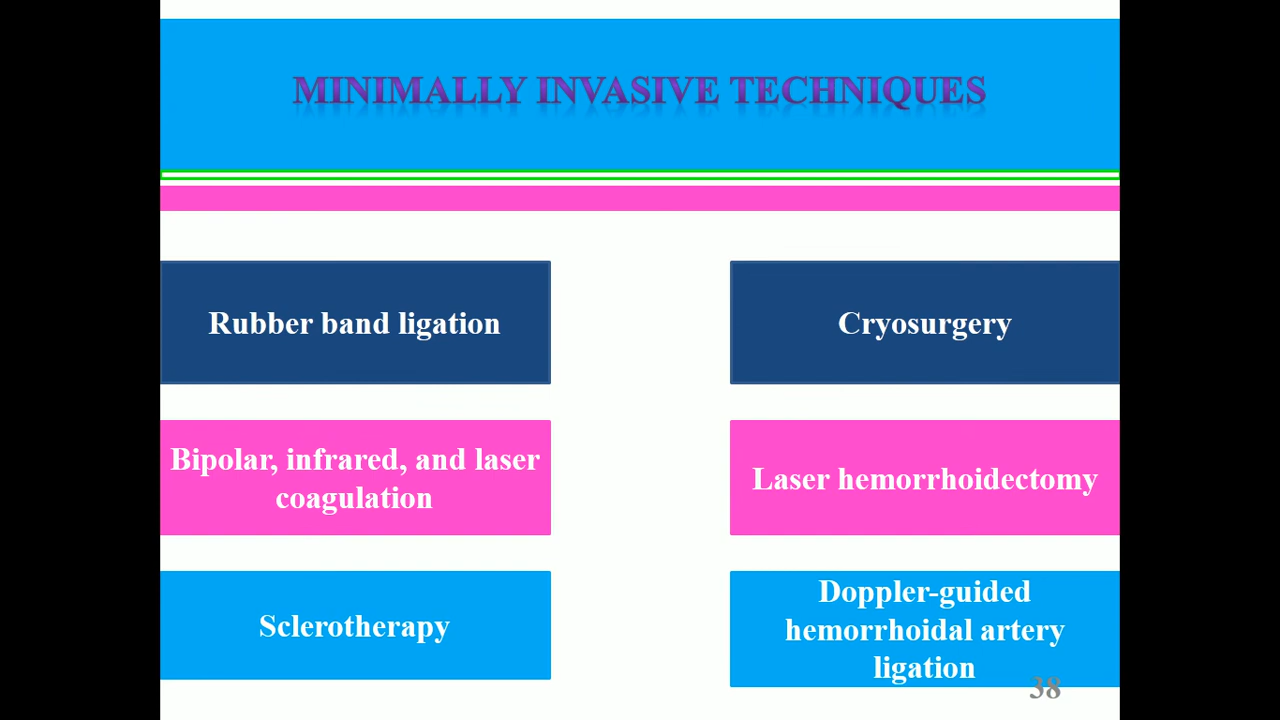 MINIMALLY INVASIVE TECHNIQUES
Rubber band ligation
Cryosurgery
Bipolar, infrared, and laser
coagulation
Laser hemorrhoidectomy
Sclerotherapy
Doppler-guided
hemorrhoidal artery
ligation
38